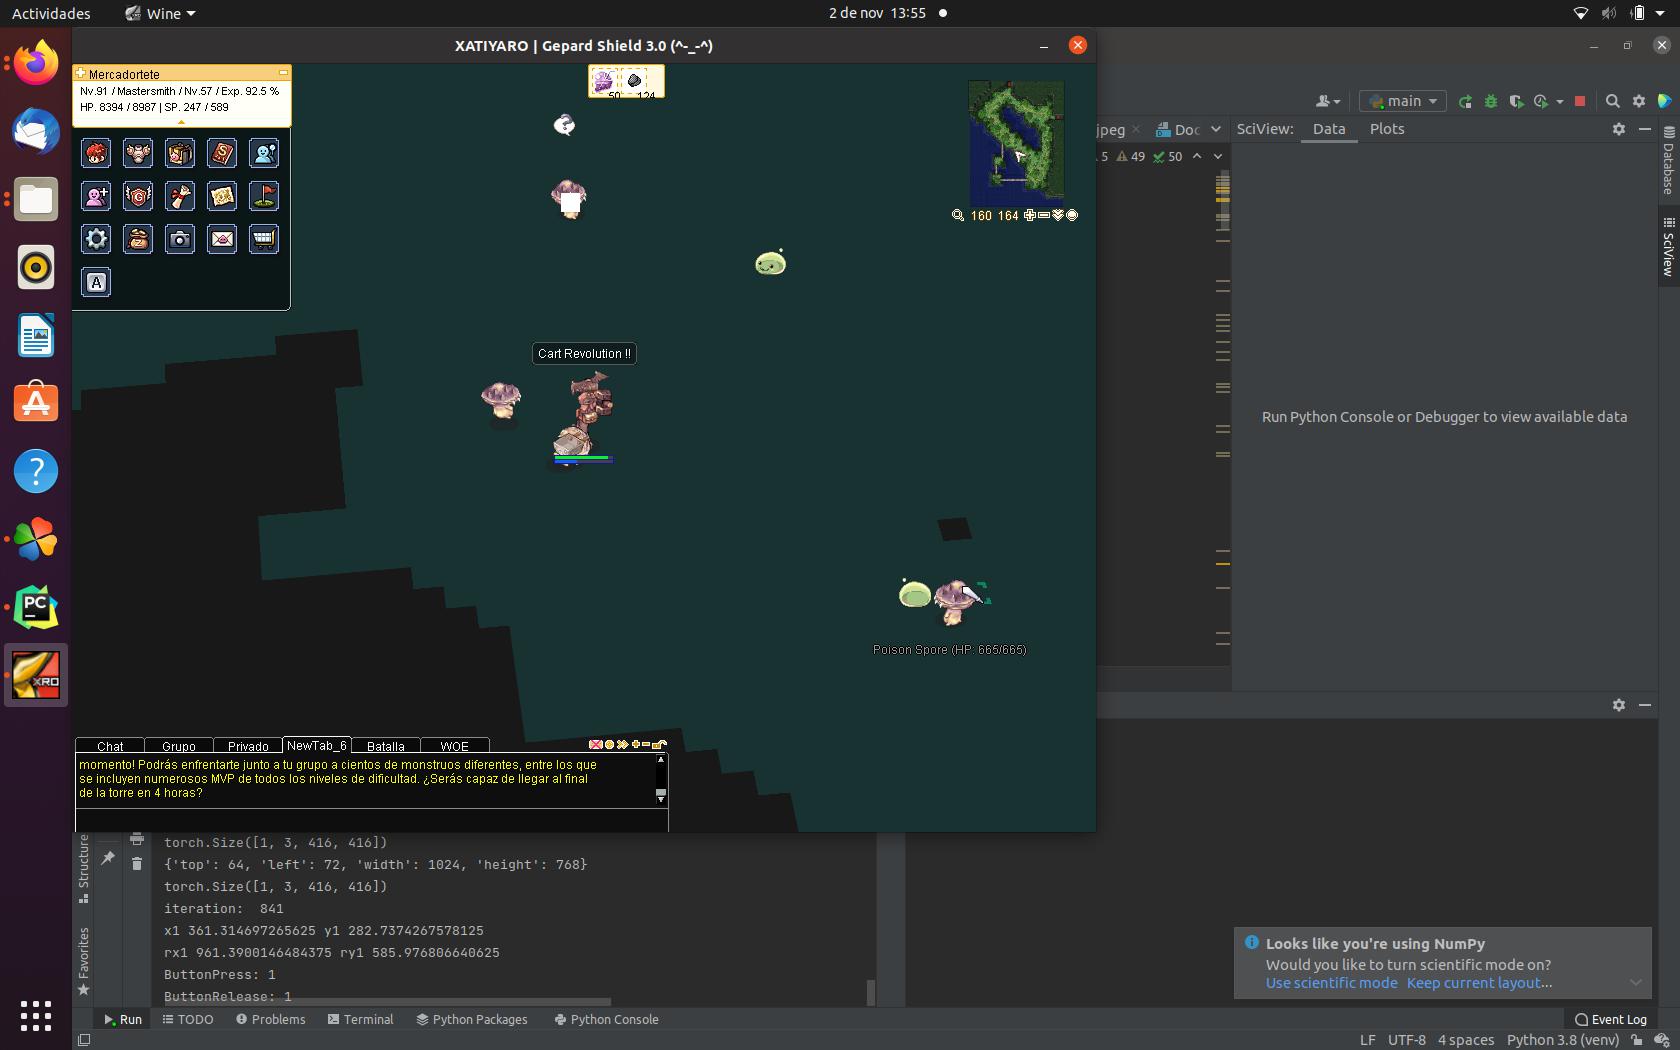 Actividades
Wine
2 de nov 13:55
XATIYARO | Gepard Shield 3.0 (^-_-^)
Mercadortete
Nv.91 / Mastersmith / Nv.57 / Exp. 92.5 %
HP. 8394 / 8987 | SP. 247 / 589
50
124
160 164
Cart Revolution !!
Poison Spore (HP: 665/665)
Chat
Grupo
Privado
NewTab_6
Batalla
WOE
momento! Podrás enfrentarte junto a tu grupo a cientos de monstruos diferentes, entre los que
se incluyen numerosos MVP de todos los niveles de dificultad. ¿Serás capaz de llegar al final
de la torre en 4 horas?
main
jpeg
Doc
SciView:
Data
Plots
5
49
50
Database
SciView
Run Python Console or Debugger to view available data
PC
XRO
A
Structure
Favorites
torch.Size([1, 3, 416, 416])
{'top': 64, 'left': 72, 'width': 1024, 'height': 768}
torch.Size([1, 3, 416, 416])
iteration:  841
x1 361.314697265625 y1 282.7374267578125
rx1 961.3900146484375 ry1 585.976806640625
ButtonPress: 1
ButtonRelease: 1
Looks like you're using NumPy
Would you like to turn scientific mode on?
Use scientific mode Keep current layout...
Run
TODO
Problems
Terminal
Python Packages
Python Console
Event Log
LF UTF-8 4 spaces Python 3.8 (venv)